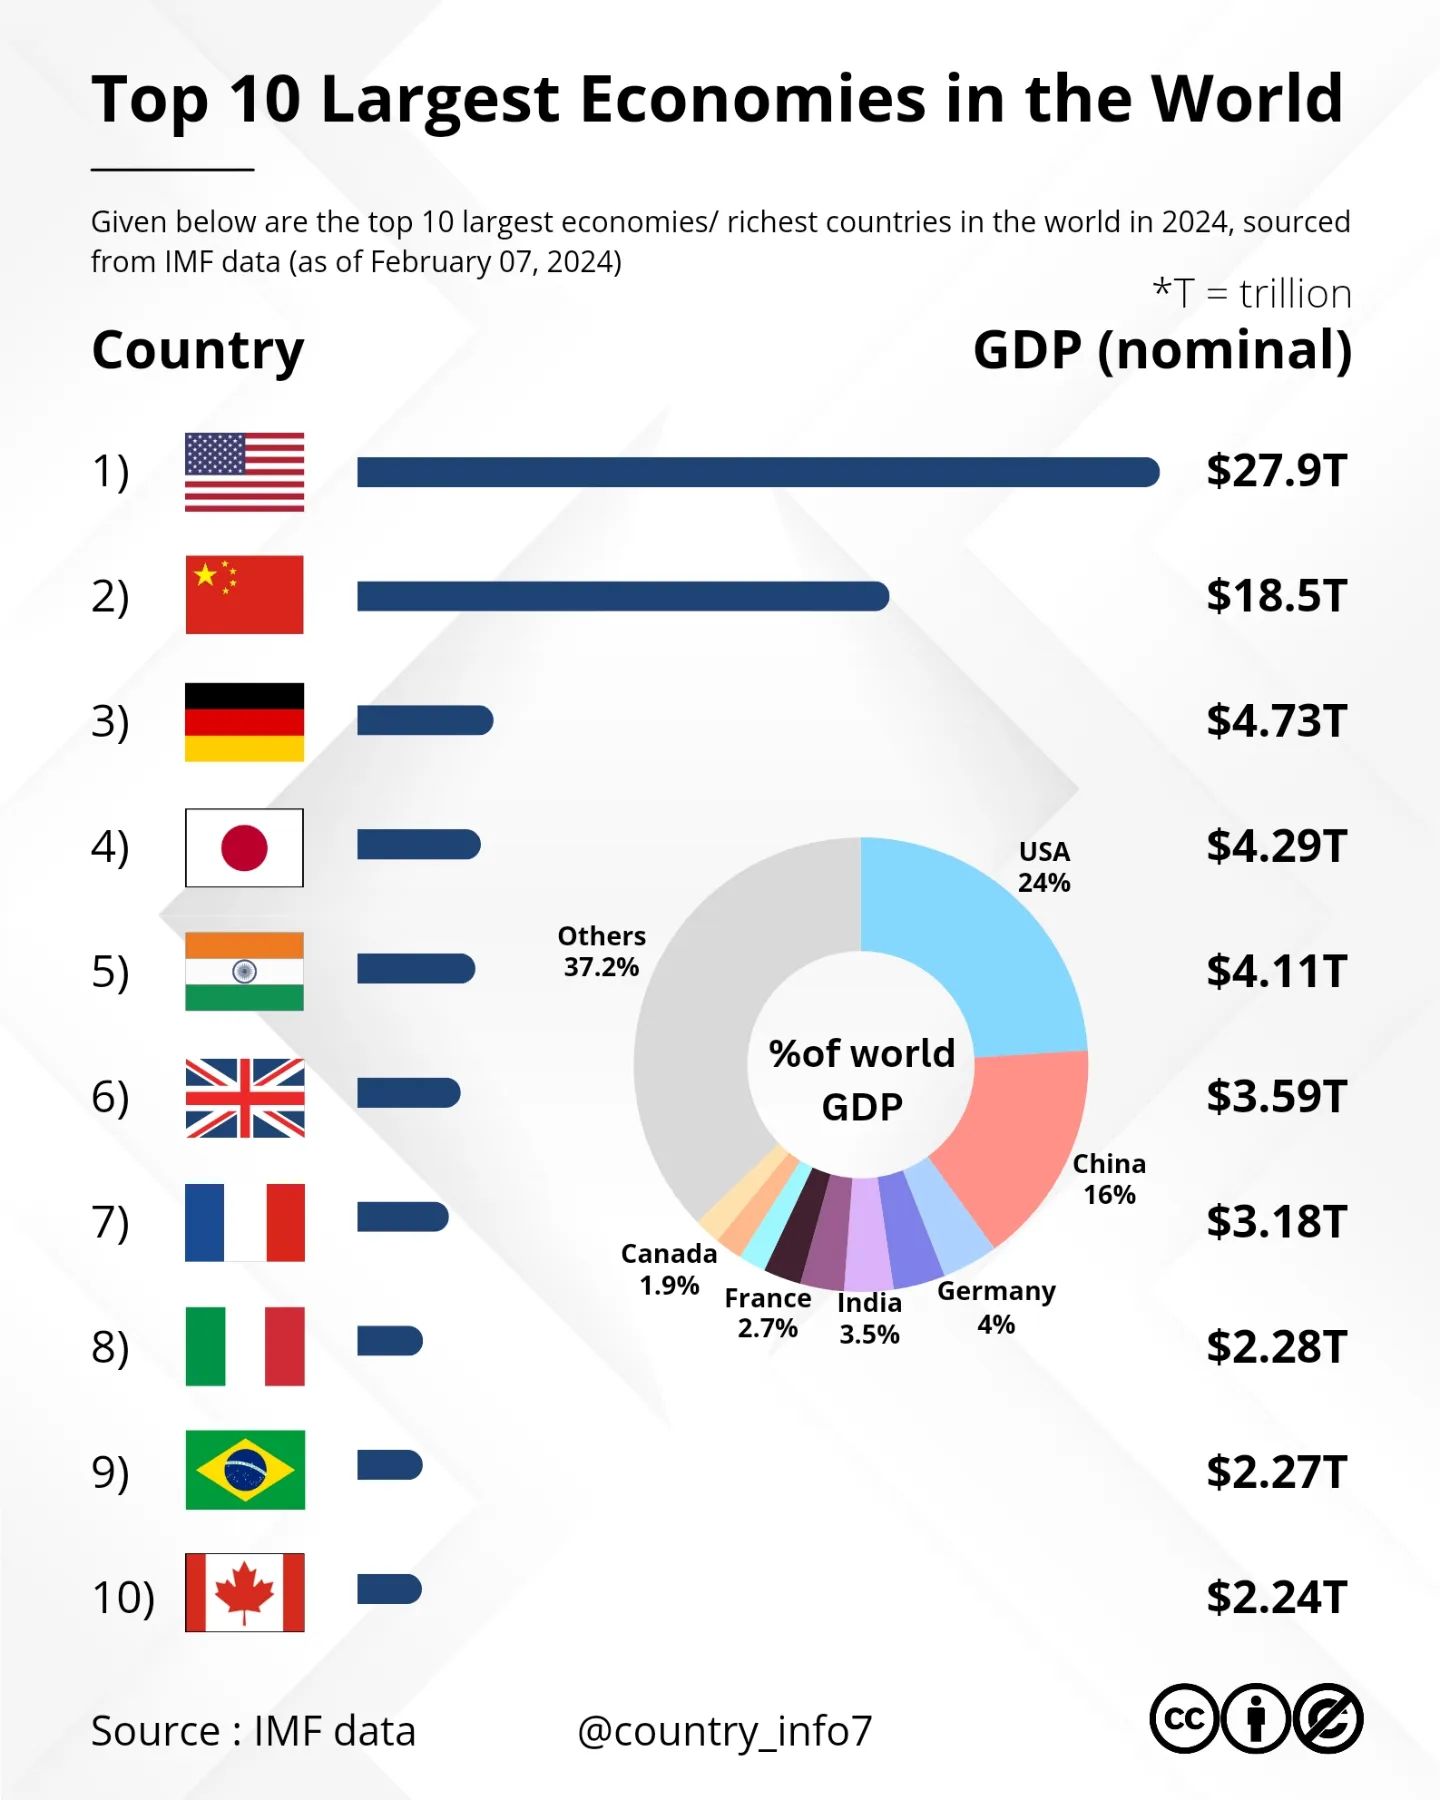 Top 10 Largest Economies in the World
Given below are the top 10 largest economies/ richest countries in the world in 2024, sourced
from IMF data (as of February 07, 2024)
*T = trillion
Country GDP (nominal)
1) $27.9T
2) $18.5T
3) $4.73T
4) $4.29T
5) $4.11T
6) $3.59T
7) $3.18T
8) $2.28T
9) $2.27T
10) $2.24T
USA
24%
Others
37.2%
%of world
GDP
China
16%
Canada
1.9%
France
2.7%
India
3.5%
Germany
4%
Source : IMF data @country_info7
cc